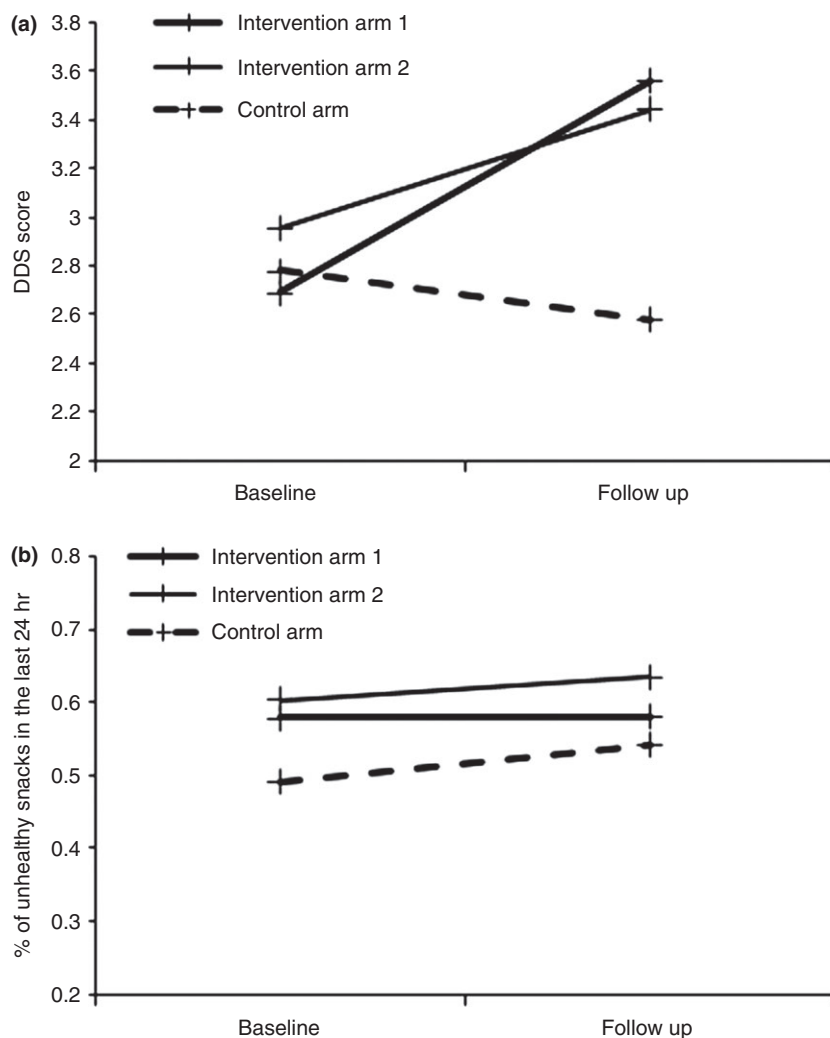 (a)
3.8
3.6
3.4
3.2
3
2.8
2.6
2.4
2.2
2
DDS score
Intervention arm 1
Intervention arm 2
Control arm
Baseline
Follow up
(b)
0.8
0.7
0.6
0.5
0.4
0.3
0.2
% of unhealthy snacks in the last 24 hr
Intervention arm 1
Intervention arm 2
Control arm
Baseline
Follow up